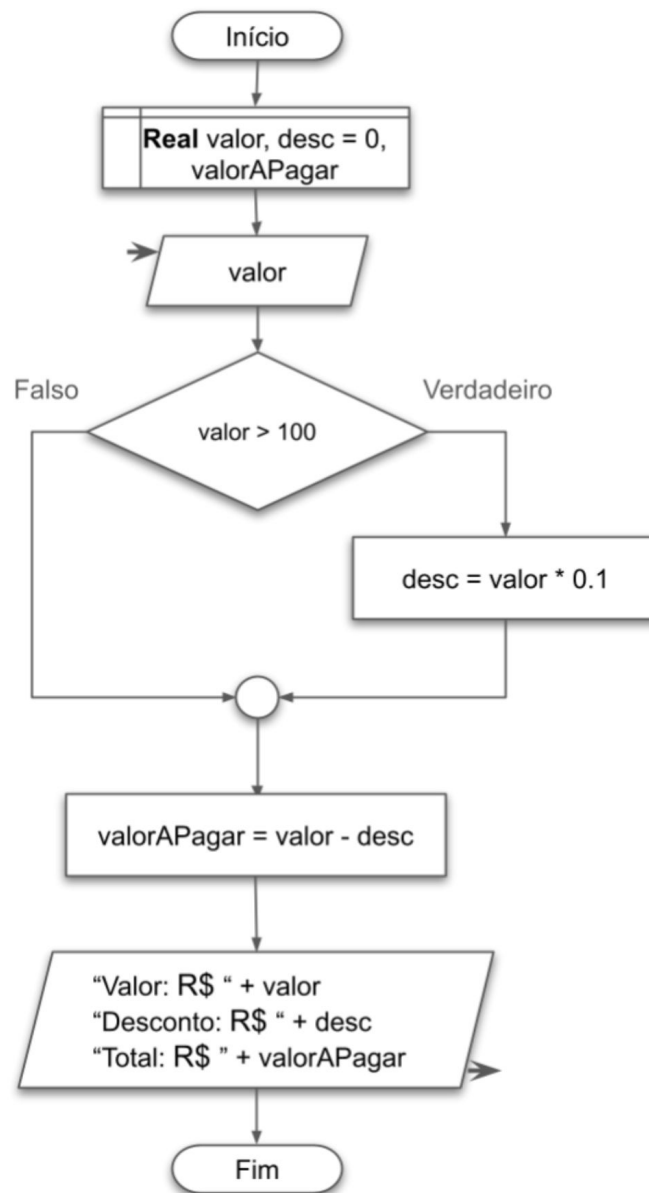 Início
Real valor, desc = 0,
valorAPagar
valor
Falso
Verdadeiro
valor > 100
desc = valor * 0.1
valorAPagar = valor - desc
“Valor: R$ “ + valor
“Desconto: R$ “ + desc
“Total: R$ ” + valorAPagar
Fim